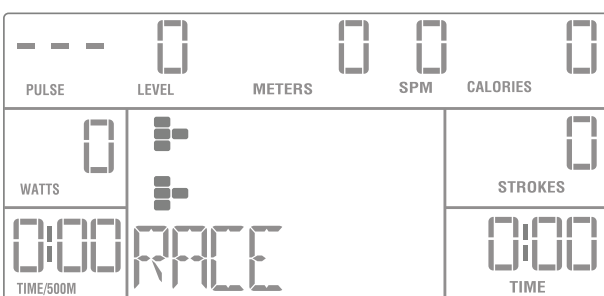 --- 0 0 0 0
PULSE LEVEL METERS SPM CALORIES
0 0
WATTS STROKES
0:00 RACE 0:00
TIME/500M TIME